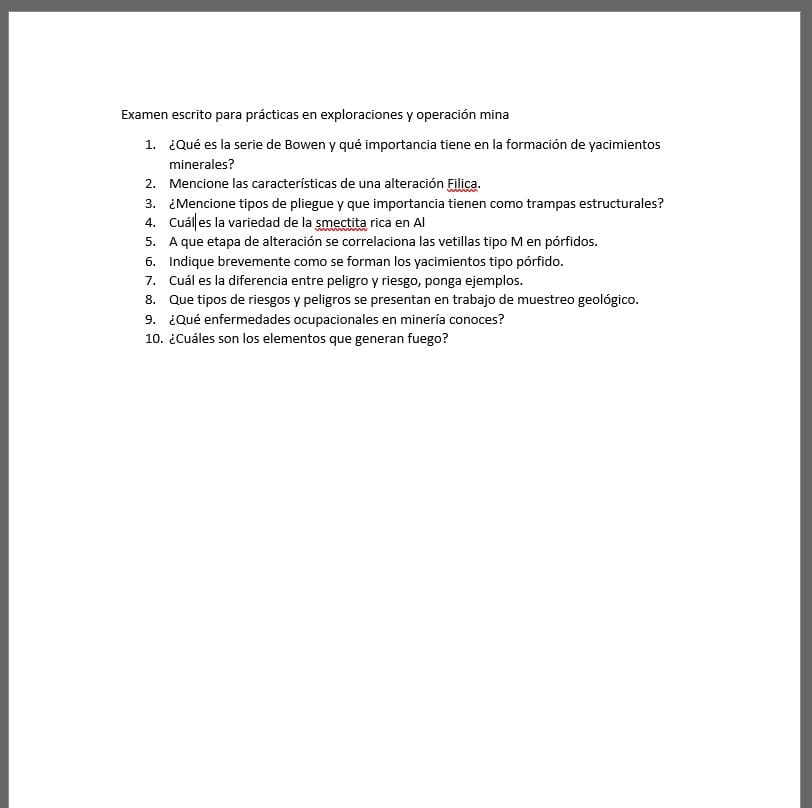 Examen escrito para prácticas en exploraciones y operación mina
1. ¿Qué es la serie de Bowen y qué importancia tiene en la formación de yacimientos
minerales?
2. Mencione las características de una alteración Filica.
3. ¿Mencione tipos de pliegue y que importancia tienen como trampas estructurales?
4. Cuál es la variedad de la smectita rica en Al
5. A que etapa de alteración se correlaciona las vetillas tipo M en pórfidos.
6. Indique brevemente como se forman los yacimientos tipo pórfido.
7. Cuál es la diferencia entre peligro y riesgo, ponga ejemplos.
8. Que tipos de riesgos y peligros se presentan en trabajo de muestreo geológico.
9. ¿Qué enfermedades ocupacionales en minería conoces?
10. ¿Cuáles son los elementos que generan fuego?